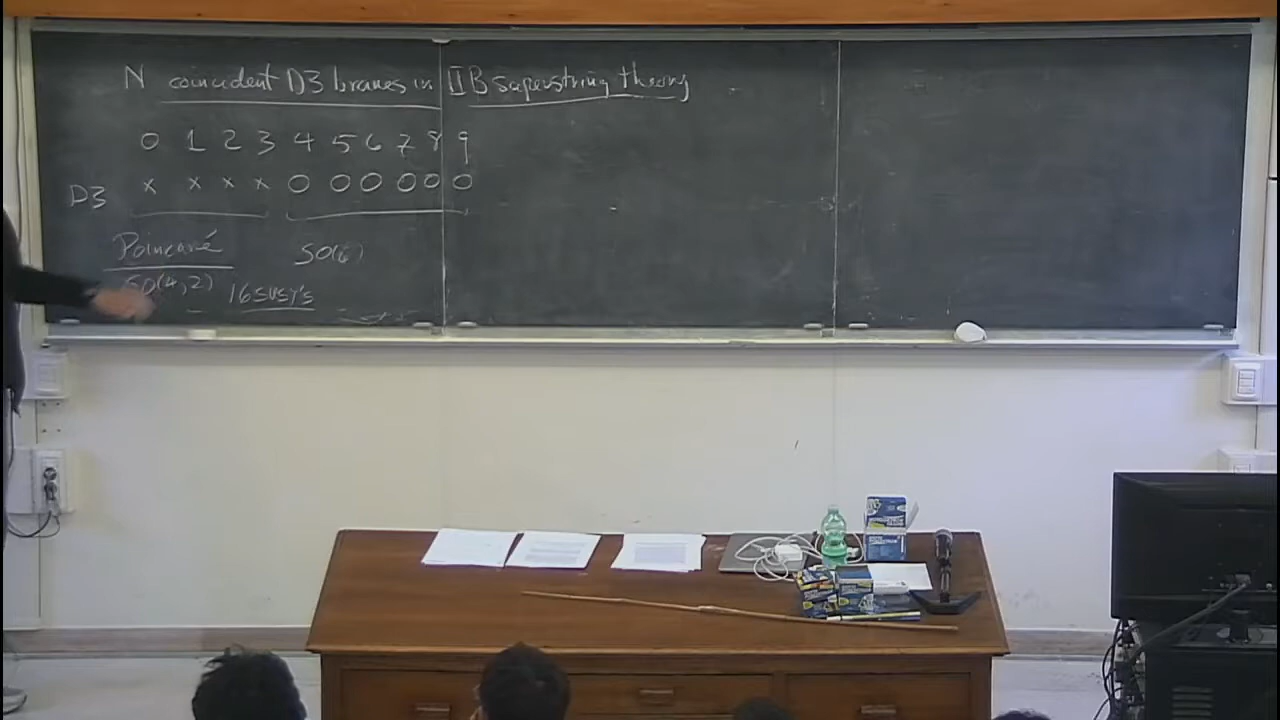 N coincident D3 branes in IIB superstring theory
0 1 2 3 4 5 6 7 8 9
D3 x x x x 0 0 0 0 0 0
Poincaré SO(6)
SO(4,2) 16 SUSY's